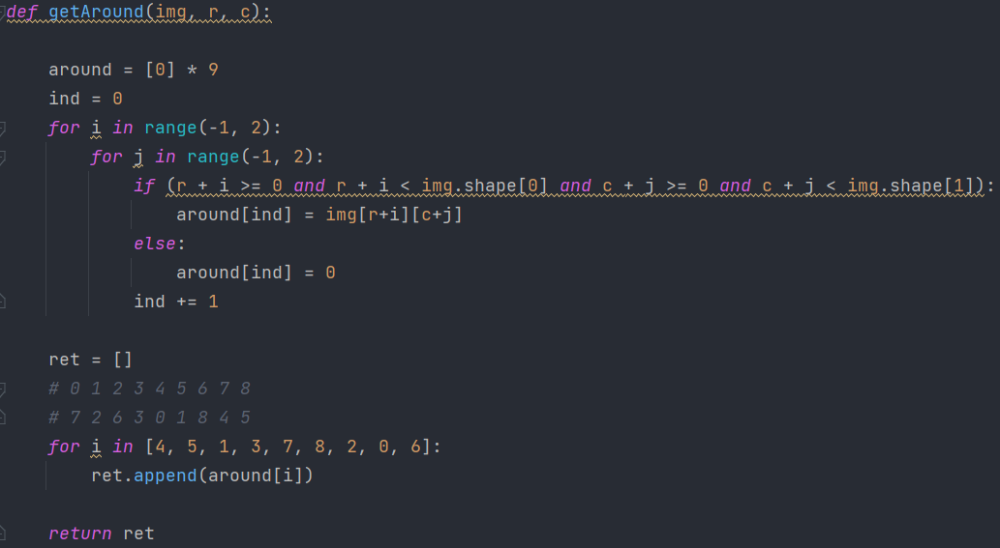 def getAround(img, r, c):

    around = [0] * 9
    ind = 0
    for i in range(-1, 2):
        for j in range(-1, 2):
            if (r + i >= 0 and r + i < img.shape[0] and c + j >= 0 and c + j < img.shape[1]):
                around[ind] = img[r+i][c+j]
            else:
                around[ind] = 0
            ind += 1

    ret = []
    # 0 1 2 3 4 5 6 7 8
    # 7 2 6 3 0 1 8 4 5
    for i in [4, 5, 1, 3, 7, 8, 2, 0, 6]:
        ret.append(around[i])

    return ret